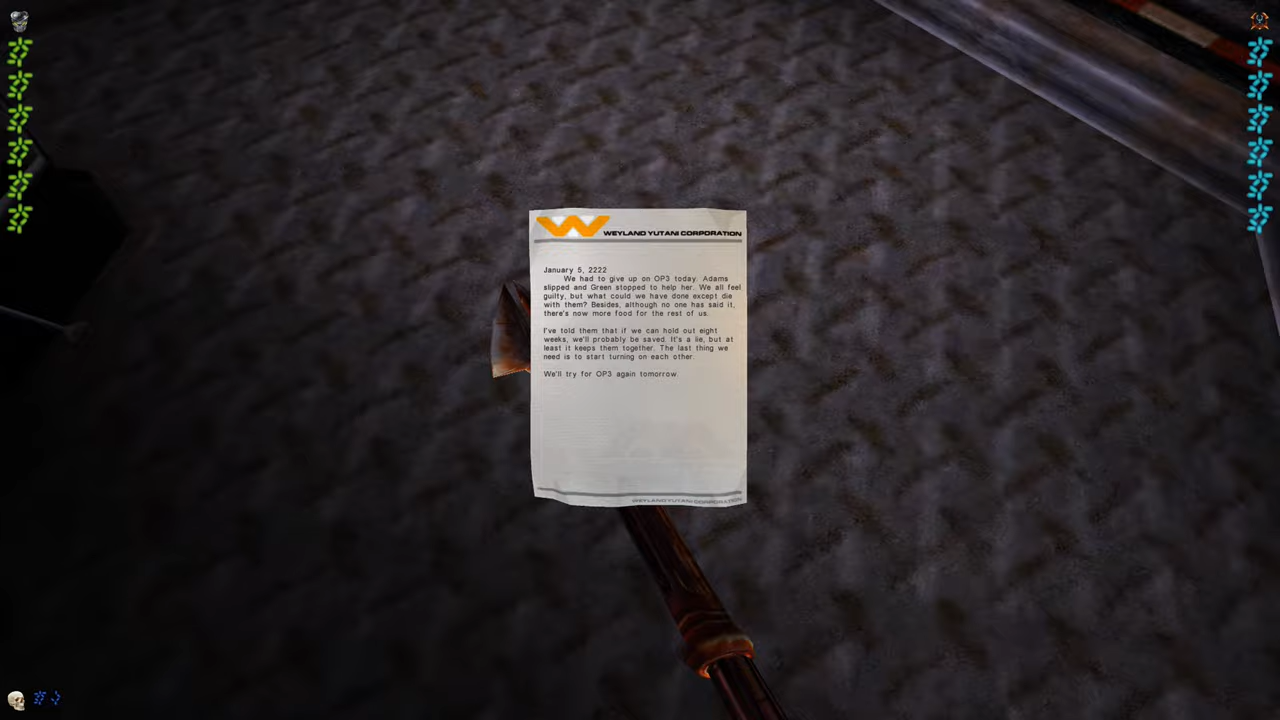 WEYLAND YUTANI CORPORATION
January 5, 2222
We had to give up on OP3 today. Adams
slipped and Green stopped to help her. We all feel
guilty, but what could we have done except die
with them? Besides, although no one has said it,
there's now more food for the rest of us.
I've told them that if we can hold out eight
weeks, we'll probably be saved. It's a lie, but at
least it keeps them together. The last thing we
need is to start turning on each other.
We'll try for OP3 again tomorrow.
WEYLAND YUTANI CORPORATION